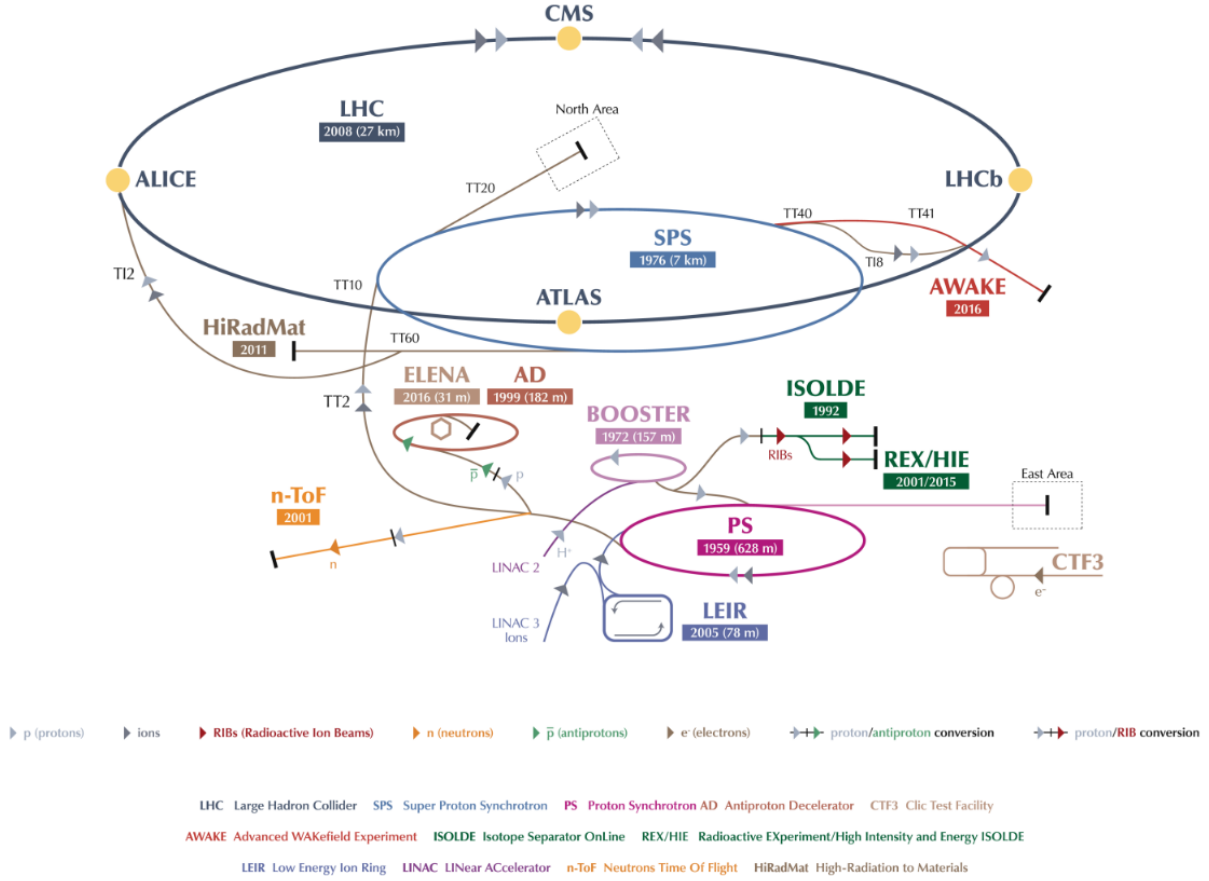 CMS
LHC
2008 (27 km)
North Area
ALICE
LHCb
TT20
TT40
TT41
SPS
1976 (7 km)
TI8
TI2
TT10
ATLAS
AWAKE
2016
HiRadMat
2011
TT60
ELENA
2016 (31 m)
AD
1999 (182 m)
TT2
ISOLDE
1992
BOOSTER
1972 (157 m)
RIBs
REX/HIE
2001/2015
p̅
p
East Area
n-ToF
2001
PS
1959 (628 m)
n
H⁺
LINAC 2
CTF3
e⁻
LINAC 3
Ions
LEIR
2005 (78 m)
p (protons) ions RIBs (Radioactive Ion Beams) n (neutrons) p̅ (antiprotons) e⁻ (electrons) proton/antiproton conversion proton/RIB conversion
LHC Large Hadron Collider SPS Super Proton Synchrotron PS Proton Synchrotron AD Antiproton Decelerator CTF3 Clic Test Facility
AWAKE Advanced WAKefield Experiment ISOLDE Isotope Separator OnLine REX/HIE Radioactive EXperiment/High Intensity and Energy ISOLDE
LEIR Low Energy Ion Ring LINAC LINear ACcelerator n-ToF Neutrons Time Of Flight HiRadMat High-Radiation to Materials